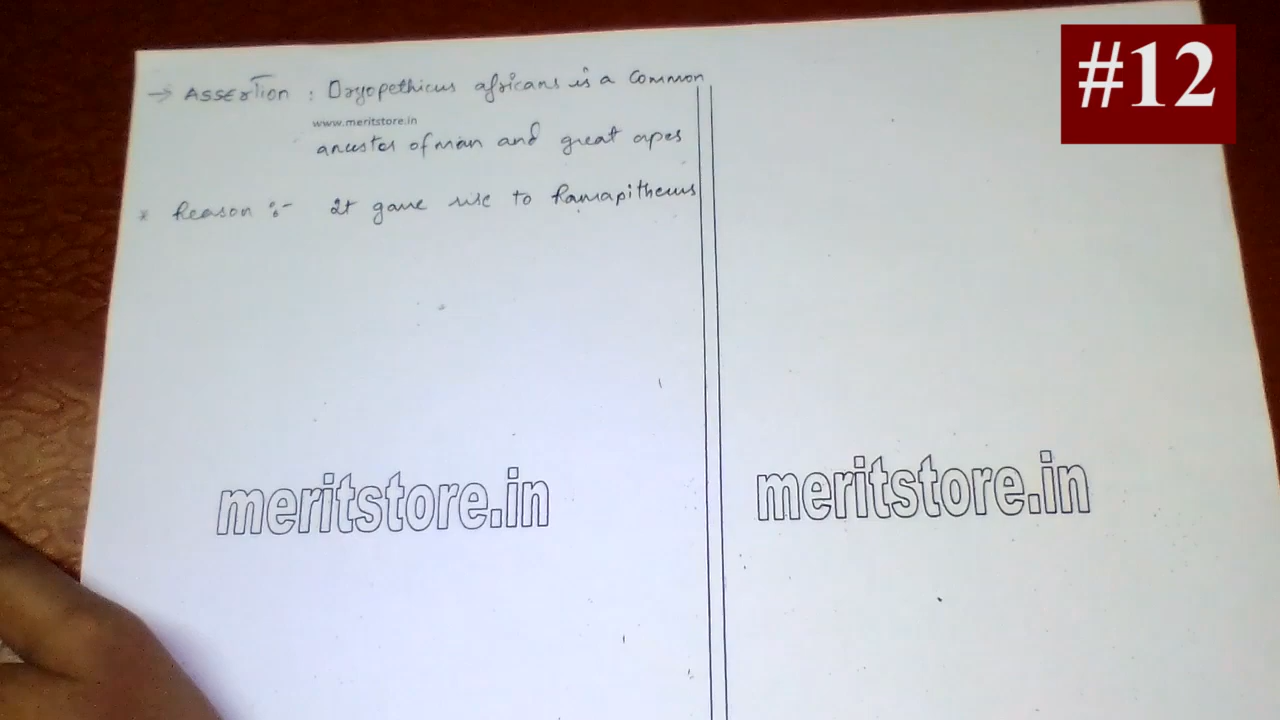 #12
→ ASSERTION : Dryopethicus africans is a Common
www.meritstore.in
ancester of man and great apes
* Reason :- It gave rise to Ramapithecus
meritstore.in
meritstore.in